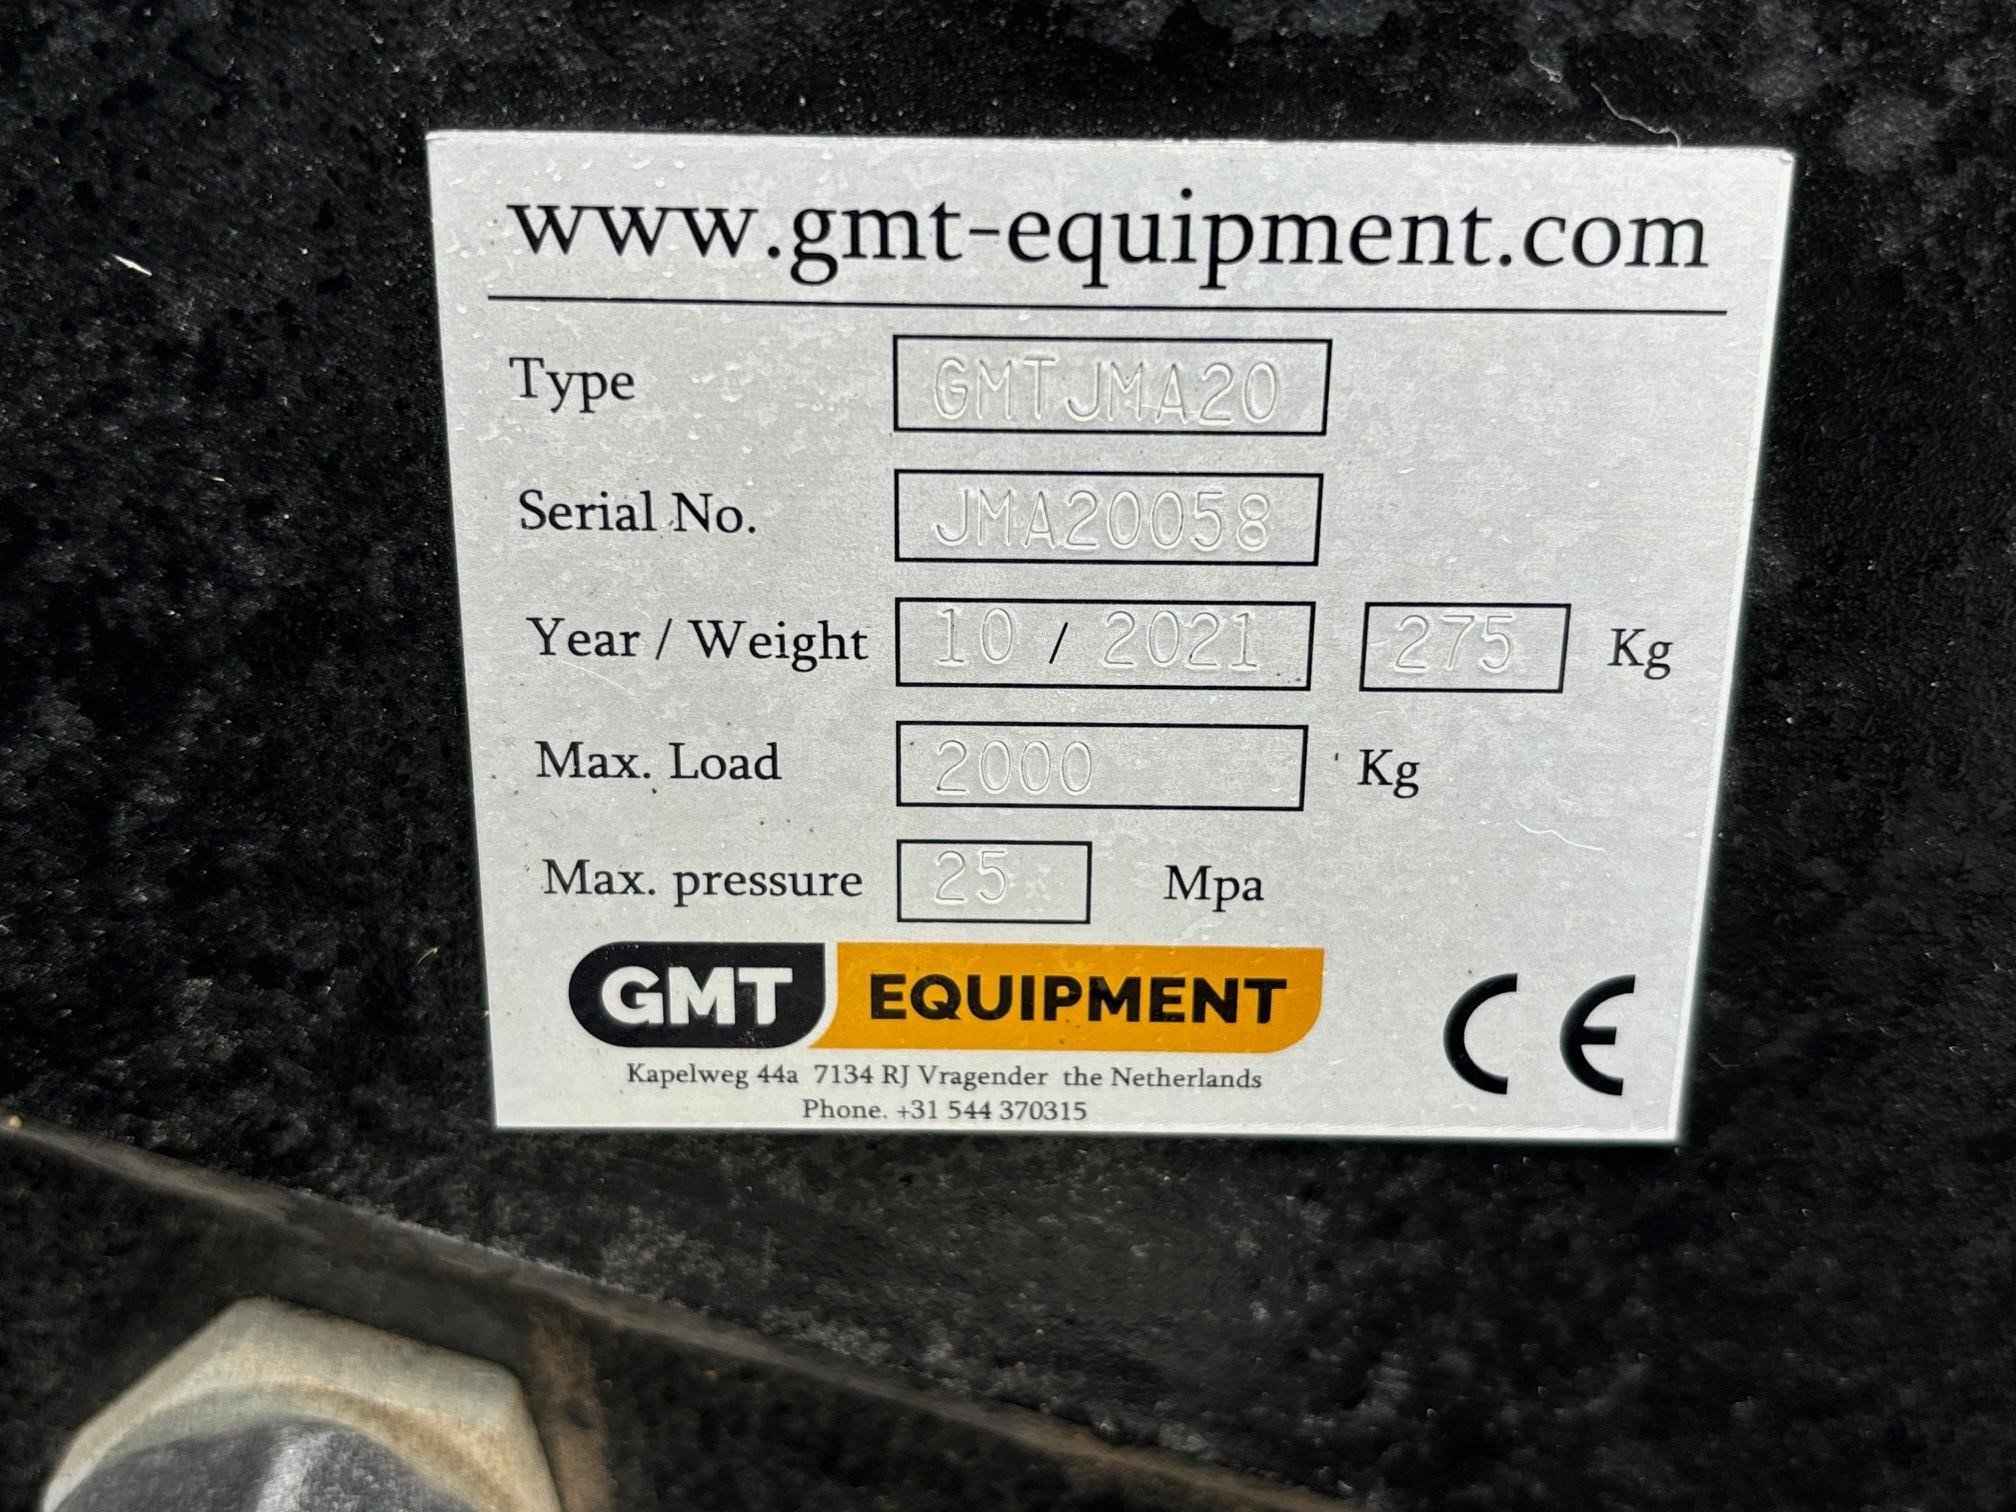 www.gmt-equipment.com
Type GMTJMA20
Serial No. JMA20058
Year / Weight 10 / 2021 275 Kg
Max. Load 2000 Kg
Max. pressure 25 Mpa
GMT EQUIPMENT CE
Kapelweg 44a 7134 RJ Vragender the Netherlands
Phone. +31 544 370315